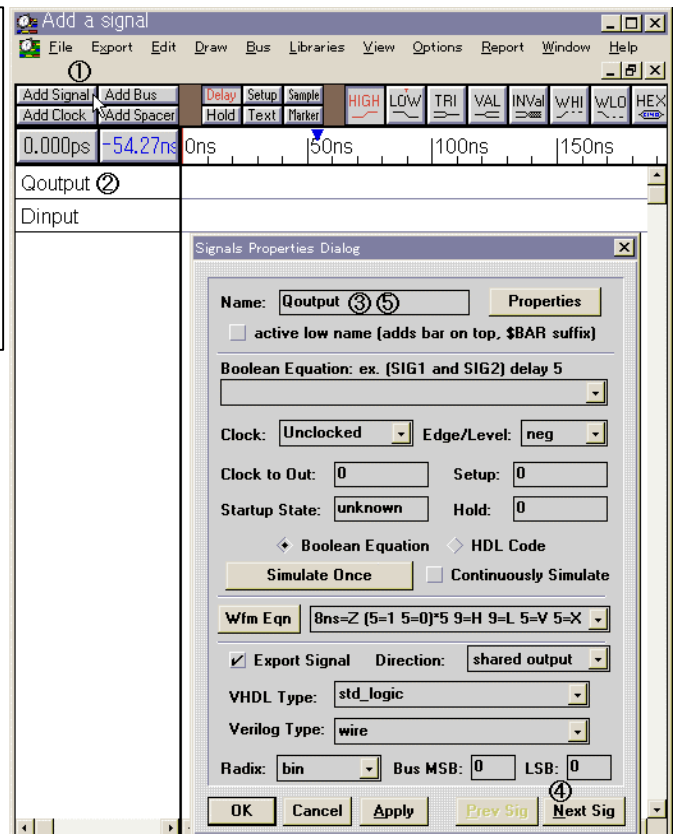 Add a signal
File Export Edit Draw Bus Libraries View Options Report Window Help
①
Add Signal Add Bus Delay Setup Sample HIGH LOW TRI VAL INVal WHI WLO HEX
Add Clock Add Spacer Hold Text Marker
0.000ps -54.27ns 0ns 50ns 100ns 150ns
Qoutput ②
Dinput
Signals Properties Dialog
Name: Qoutput ③ ⑤ Properties
active low name (adds bar on top, $BAR suffix)
Boolean Equation: ex. (SIG1 and SIG2) delay 5
Clock: Unclocked Edge/Level: neg
Clock to Out: 0 Setup: 0
Startup State: unknown Hold: 0
Boolean Equation HDL Code
Simulate Once Continuously Simulate
Wfm Eqn 8ns=Z (5=1 5=0)*5 9=H 9=L 5=V 5=X
Export Signal Direction: shared output
VHDL Type: std_logic
Verilog Type: wire
Radix: bin Bus MSB: 0 LSB: 0
④
OK Cancel Apply Prev Sig Next Sig